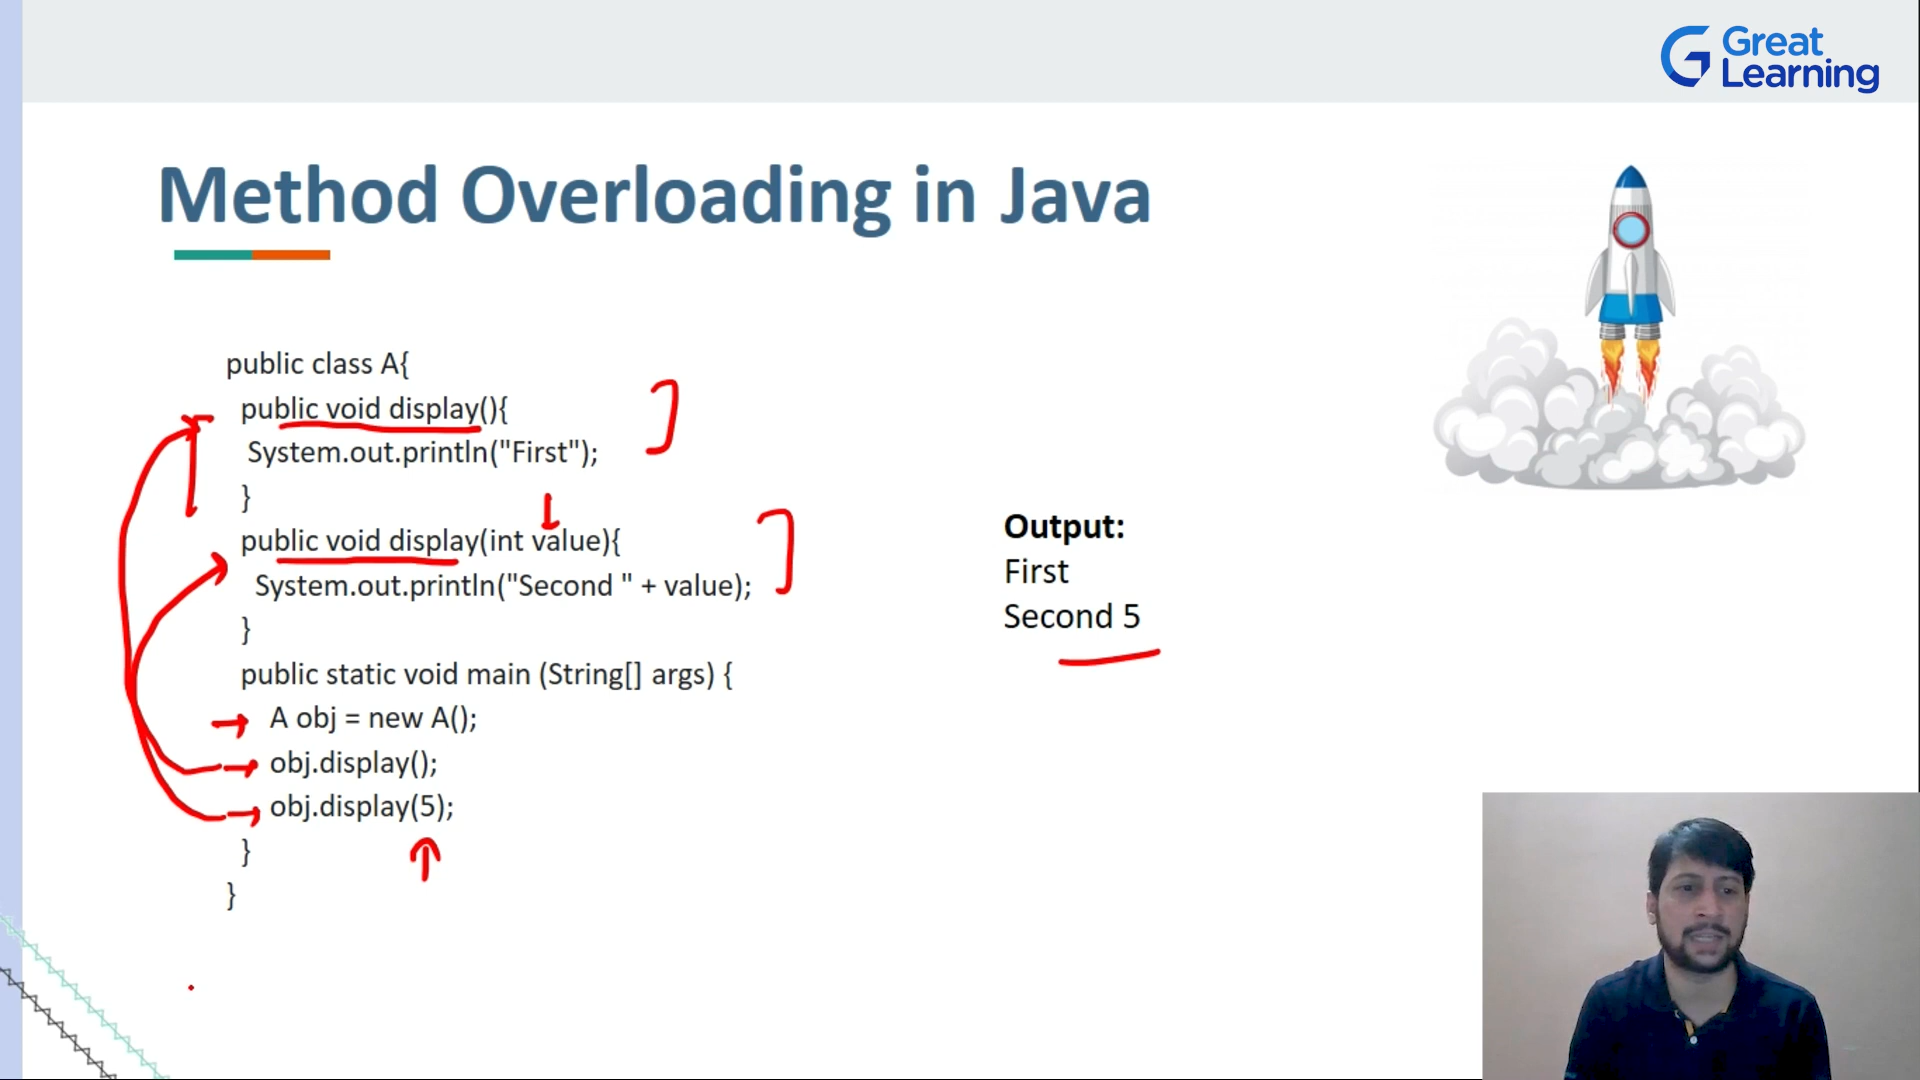 Great
Learning
Method Overloading in Java
public class A{
public void display(){
System.out.println("First");
}
public void display(int value){
System.out.println("Second " + value);
}
public static void main (String[] args) {
A obj = new A();
obj.display();
obj.display(5);
}
}
Output:
First
Second 5